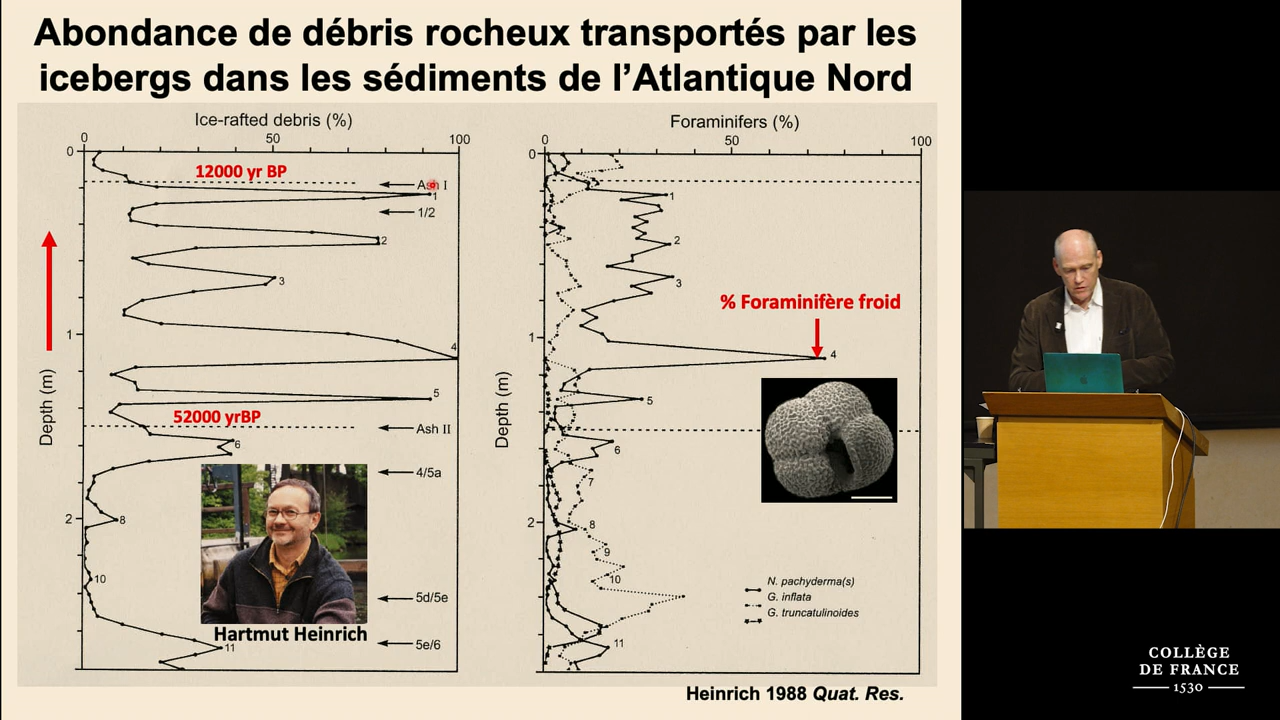 Abondance de débris rocheux transportés par les
icebergs dans les sédiments de l'Atlantique Nord
Ice-rafted debris (%)
0
50
100
0
12000 yr BP
Ash I
1
1/2
2
3
1
4
5
52000 yrBP
Ash II
6
4/5a
2
8
10
5d/5e
11
5e/6
Depth (m)
Hartmut Heinrich
Foraminifers (%)
0
50
100
0
1
2
3
% Foraminifère froid
1
4
5
6
7
2
8
9
10
11
Depth (m)
N. pachyderma(s)
G. inflata
G. truncatulinoides
Heinrich 1988 Quat. Res.
COLLÈGE
DE FRANCE
1530